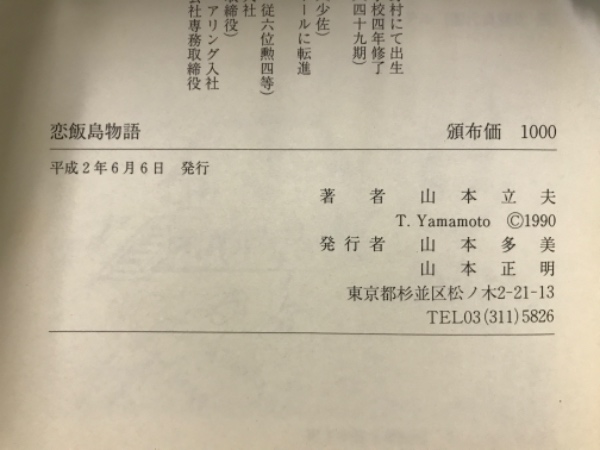 村にて出生
校四年修了
四十九期）
少佐）
ールに転進
従六位勲四等）
社
取締役）
アリング入社
会社専務取締役
恋飯島物語 頒布価 1000
平成2年6月6日 発行
著者 山本立夫
T. Yamamoto Ⓒ1990
発行者 山本多美
山本正明
東京都杉並区松ノ木2-21-13
TEL03(311)5826